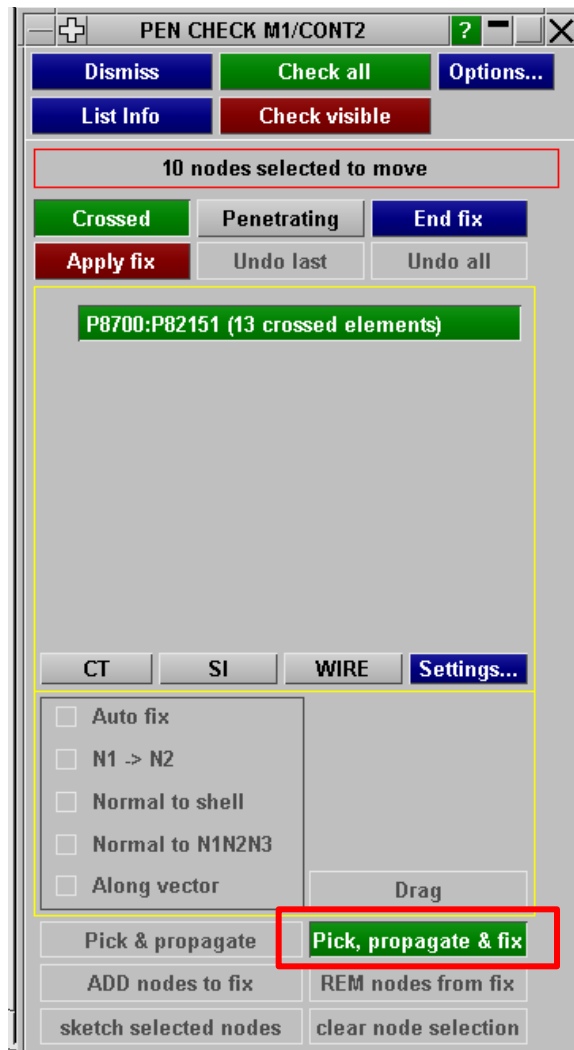 PEN CHECK M1/CONT2 ?
Dismiss Check all Options...
List Info Check visible
10 nodes selected to move
Crossed Penetrating End fix
Apply fix Undo last Undo all
P8700:P82151 (13 crossed elements)
CT SI WIRE Settings...
Auto fix
N1 -> N2
Normal to shell
Normal to N1N2N3
Along vector Drag
Pick & propagate Pick, propagate & fix
ADD nodes to fix REM nodes from fix
sketch selected nodes clear node selection